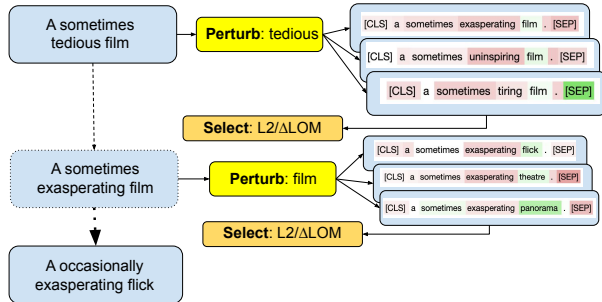 A sometimes
tedious film
Perturb: tedious
[CLS] a sometimes exasperating film . [SEP]
[CLS] a sometimes uninspiring film . [SEP]
[CLS] a sometimes tiring film . [SEP]
Select: L2/ΔLOM
A sometimes
exasperating film
Perturb: film
[CLS] a sometimes exasperating flick . [SEP]
[CLS] a sometimes exasperating theatre . [SEP]
[CLS] a sometimes exasperating panorama . [SEP]
Select: L2/ΔLOM
A occasionally
exasperating flick